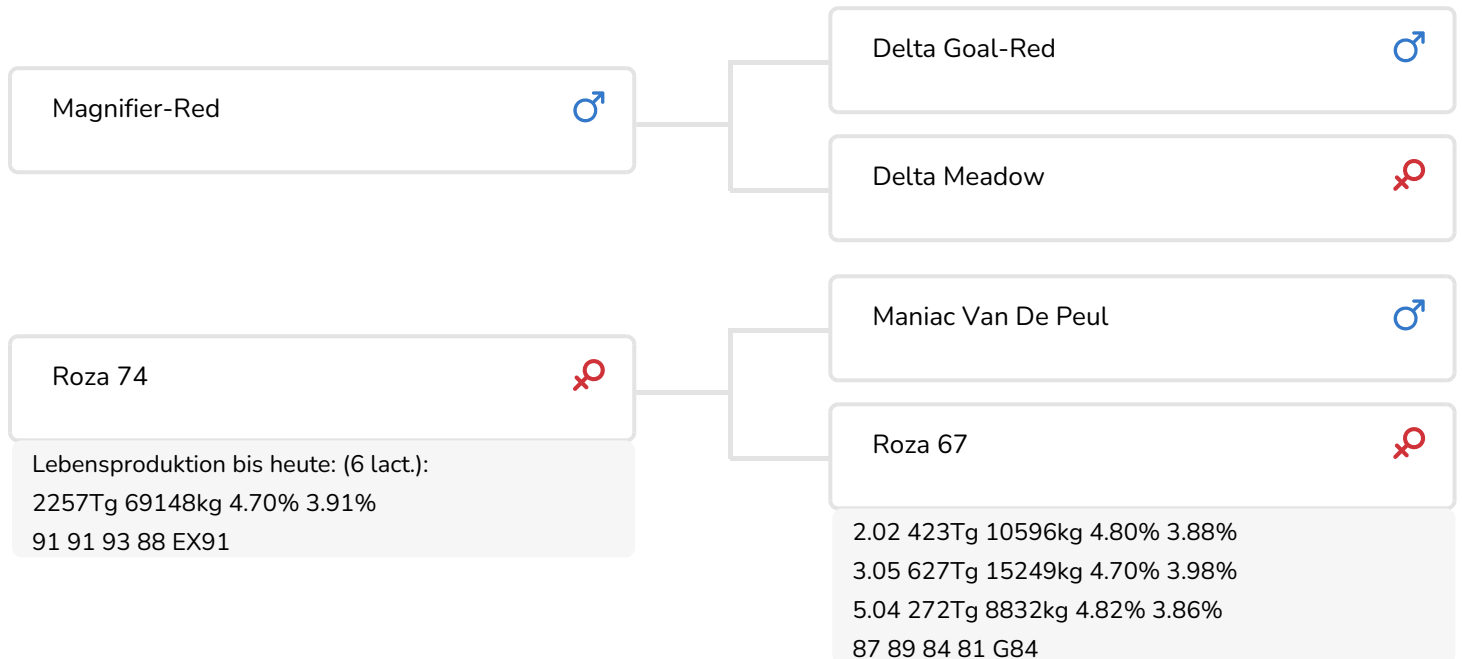 Magnifier-Red
Delta Goal-Red
Delta Meadow
Roza 74
Lebensproduktion bis heute: (6 lact.):
2257Tg 69148kg 4.70% 3.91%
91 91 93 88 EX91
Maniac Van De Peul
Roza 67
2.02 423Tg 10596kg 4.80% 3.88%
3.05 627Tg 15249kg 4.70% 3.98%
5.04 272Tg 8832kg 4.82% 3.86%
87 89 84 81 G84